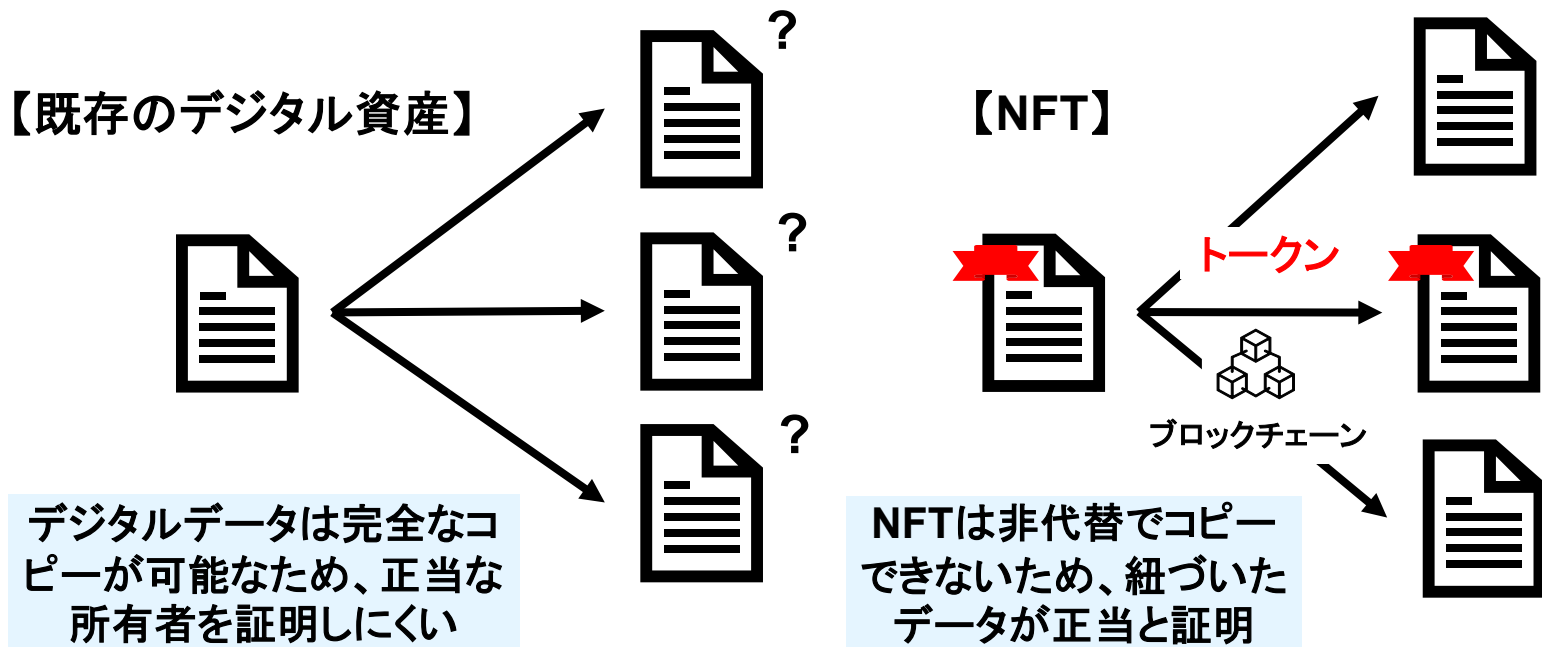 【既存のデジタル資産】
?
?
?
デジタルデータは完全なコ
ピーが可能なため、正当な
所有者を証明しにくい
【NFT】
トークン
ブロックチェーン
NFTは非代替でコピー
できないため、紐づいた
データが正当と証明